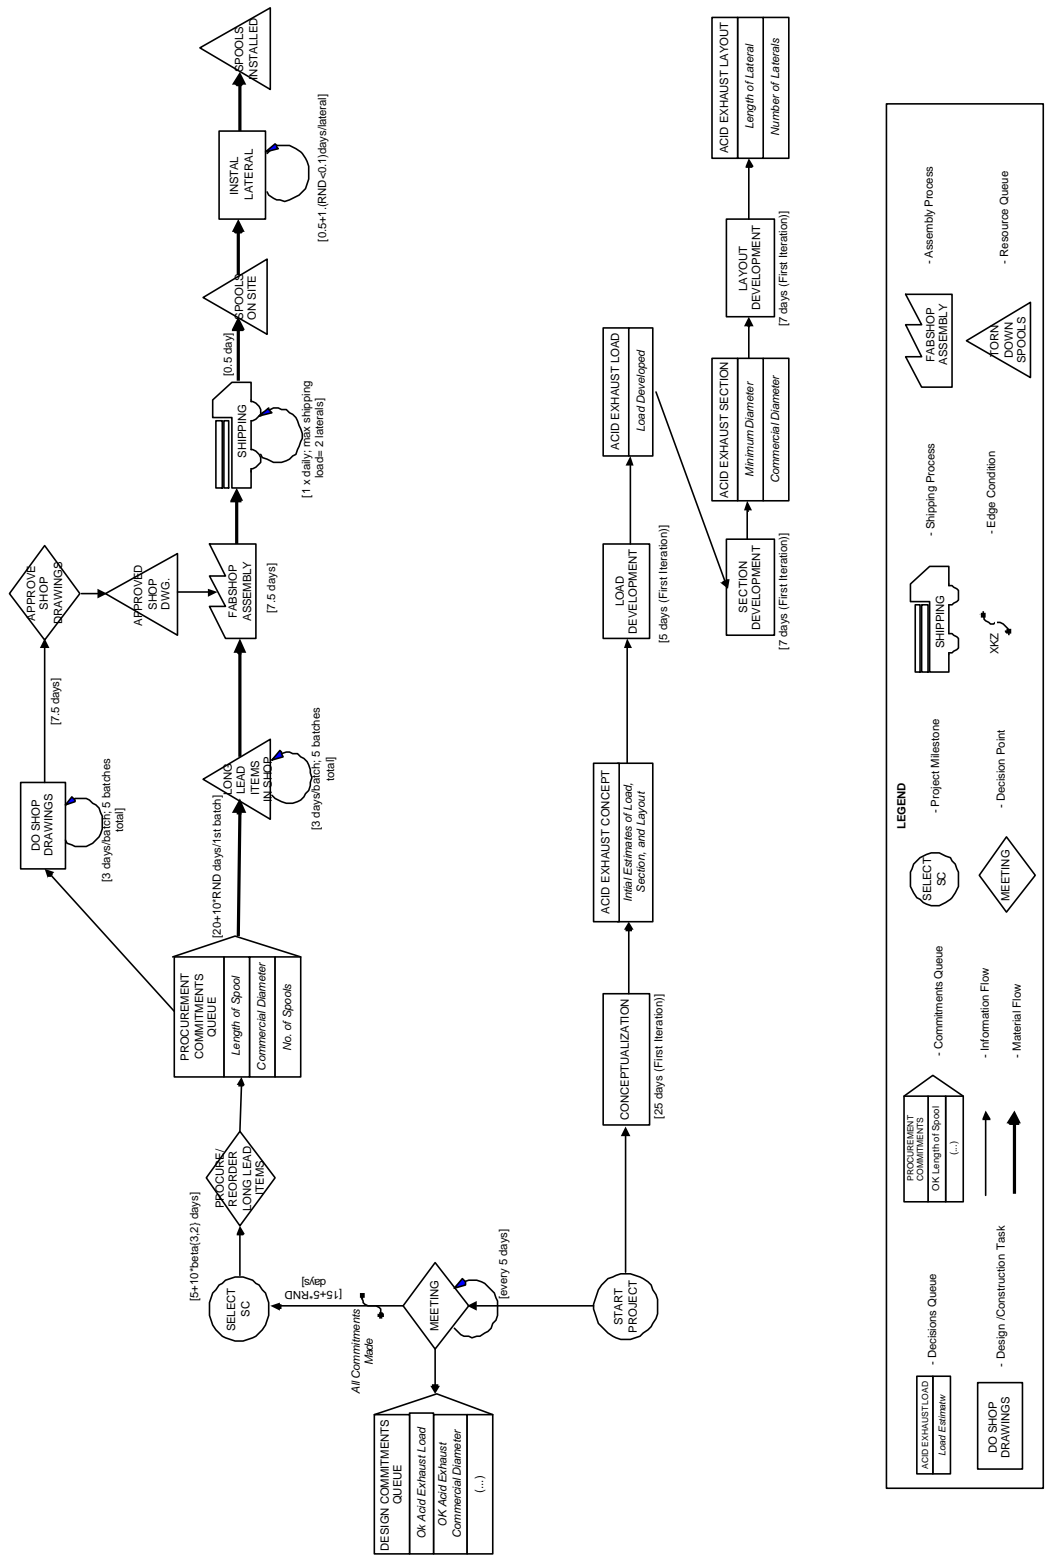 DESIGN COMMITMENTS
QUEUE
Ok Acid Exhaust Load
OK Acid Exhaust
Commercial Diameter
(...)
MEETING
[every 5 days]
All Commitments
Made
[15+5*RND
days]
START
PROJECT
SELECT
SC
[5+10*beta{3,2} days]
PROCURE/
REORDER
LONG LEAD
ITEMS
PROCUREMENT
COMMITMENTS
QUEUE
Length of Spool
Commercial Diameter
No. of Spools
[20+10*RND days/1st batch]
DO SHOP
DRAWINGS
[3 days/batch; 5 batches
total]
[7.5 days]
APPROVE
SHOP
DRAWINGS
APPROVED
SHOP
DWG.
LONG
LEAD
ITEMS
IN SHOP
[3 days/batch; 5 batches
total]
FABSHOP
ASSEMBLY
[7.5 days]
SHIPPING
[1 x daily; max shipping
load= 2 laterals]
[0.5 day]
SPOOLS
ON SITE
INSTAL
LATERAL
[0.5+1.(RND<0.1)days/lateral]
SPOOLS
INSTALLED
CONCEPTUALIZATION
[25 days (First Iteration)]
ACID EXHAUST CONCEPT
Intial Estimates of Load,
Section, and Layout
LOAD
DEVELOPMENT
[5 days (First Iteration)]
ACID EXHAUST LOAD
Load Developed
SECTION
DEVELOPMENT
[7 days (First Iteration)]
ACID EXHAUST SECTION
Minimum Diameter
Commercial Diameter
LAYOUT
DEVELOPMENT
[7 days (First Iteration)]
ACID EXHAUST LAYOUT
Length of Lateral
Number of Laterals
LEGEND
ACID EXHAUST LOAD
Load Estimatw
- Decisions Queue
PROCUREMENT
COMMITMENTS
OK Length of Spool
(...)
- Commitments Queue
SELECT
SC
- Project Milestone
SHIPPING
- Shipping Process
FABSHOP
ASSEMBLY
- Assembly Process
DO SHOP
DRAWINGS
- Design /Construction Task
- Information Flow
- Material Flow
MEETING
- Decision Point
XKZ
- Edge Condition
TORN
DOWN
SPOOLS
- Resource Queue